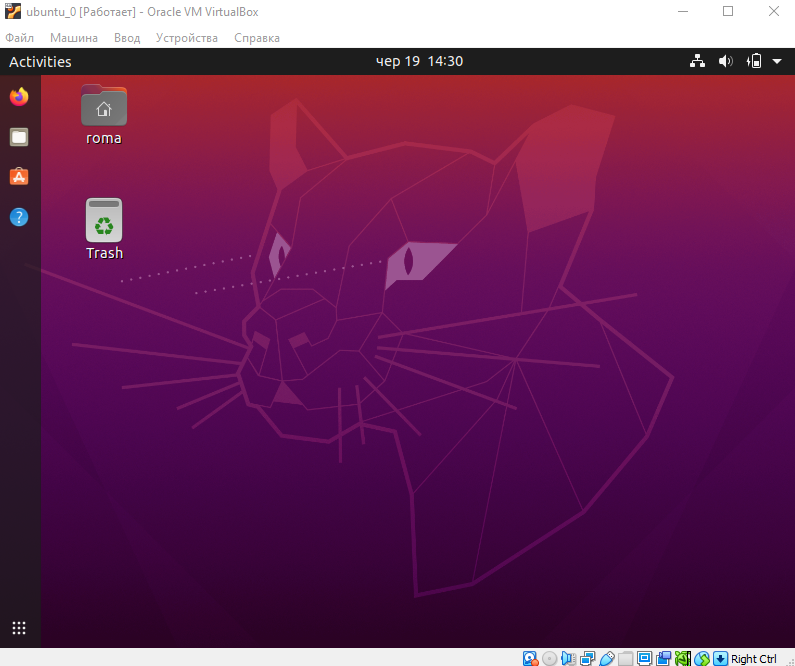 ubuntu_0 [Работает] - Oracle VM VirtualBox
Файл Машина Ввод Устройства Справка
Activities чер 19 14:30
roma
Trash
Right Ctrl